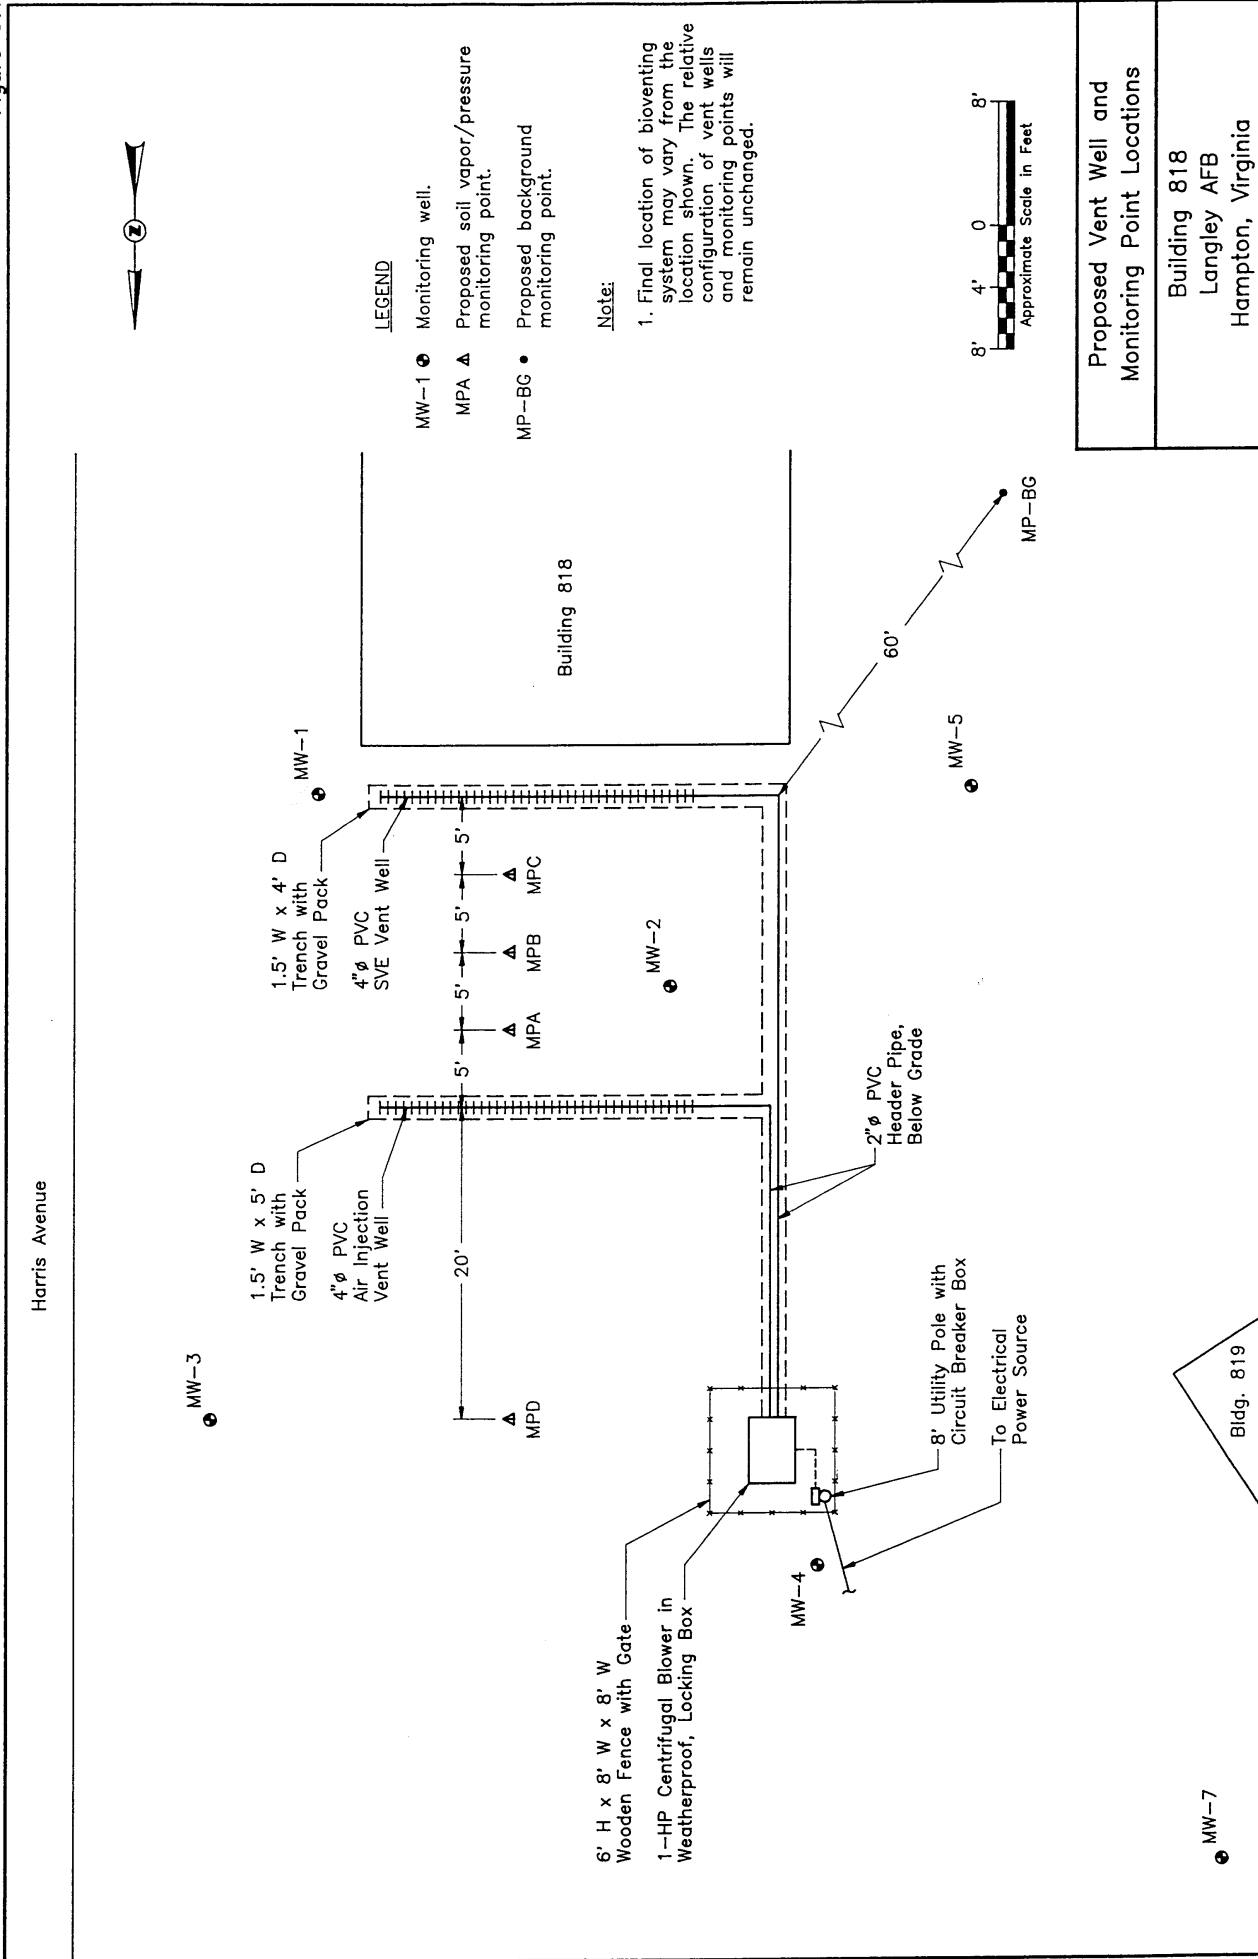 Harris Avenue
MW-3
1.5' W x 5' D
Trench with
Gravel Pack
4"ø PVC
Air Injection
Vent Well
1.5' W x 4' D
Trench with
Gravel Pack
4"ø PVC
SVE Vent Well
MW-1
20'
5'
5'
5'
5'
MPD
MPA
MPB
MPC
MW-2
Building 818
6' H x 8' W x 8' W
Wooden Fence with Gate
1-HP Centrifugal Blower in
Weatherproof, Locking Box
MW-4
2"ø PVC
Header Pipe,
Below Grade
8' Utility Pole with
Circuit Breaker Box
To Electrical
Power Source
60'
MW-5
MP-BG
MW-7
Bldg. 819
N
LEGEND
MW-1 Monitoring well.
MPA Proposed soil vapor/pressure
monitoring point.
MP-BG Proposed background
monitoring point.
Note:
1. Final location of bioventing
system may vary from the
location shown. The relative
configuration of vent wells
and monitoring points will
remain unchanged.
8' 4' 0 8'
Approximate Scale in Feet
Proposed Vent Well and
Monitoring Point Locations
Building 818
Langley AFB
Hampton, Virginia